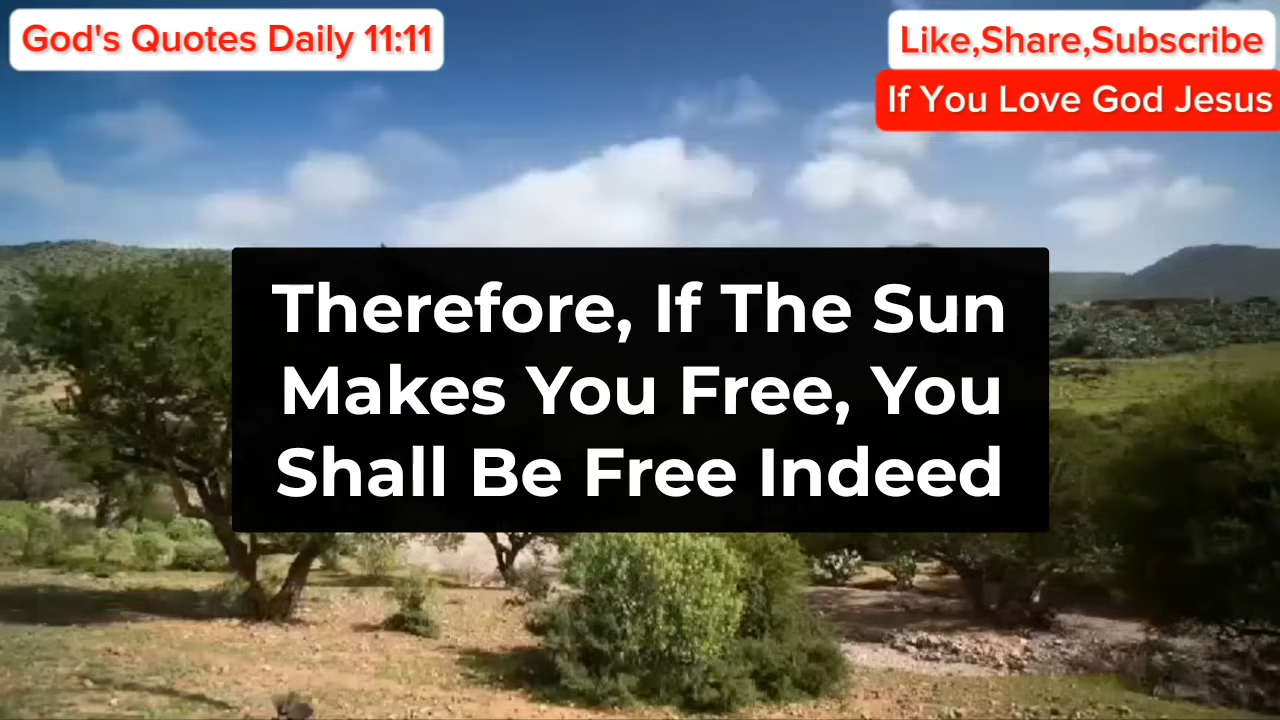 God's Quotes Daily 11:11
Like,Share,Subscribe
If You Love God Jesus
Therefore, If The Sun
Makes You Free, You
Shall Be Free Indeed